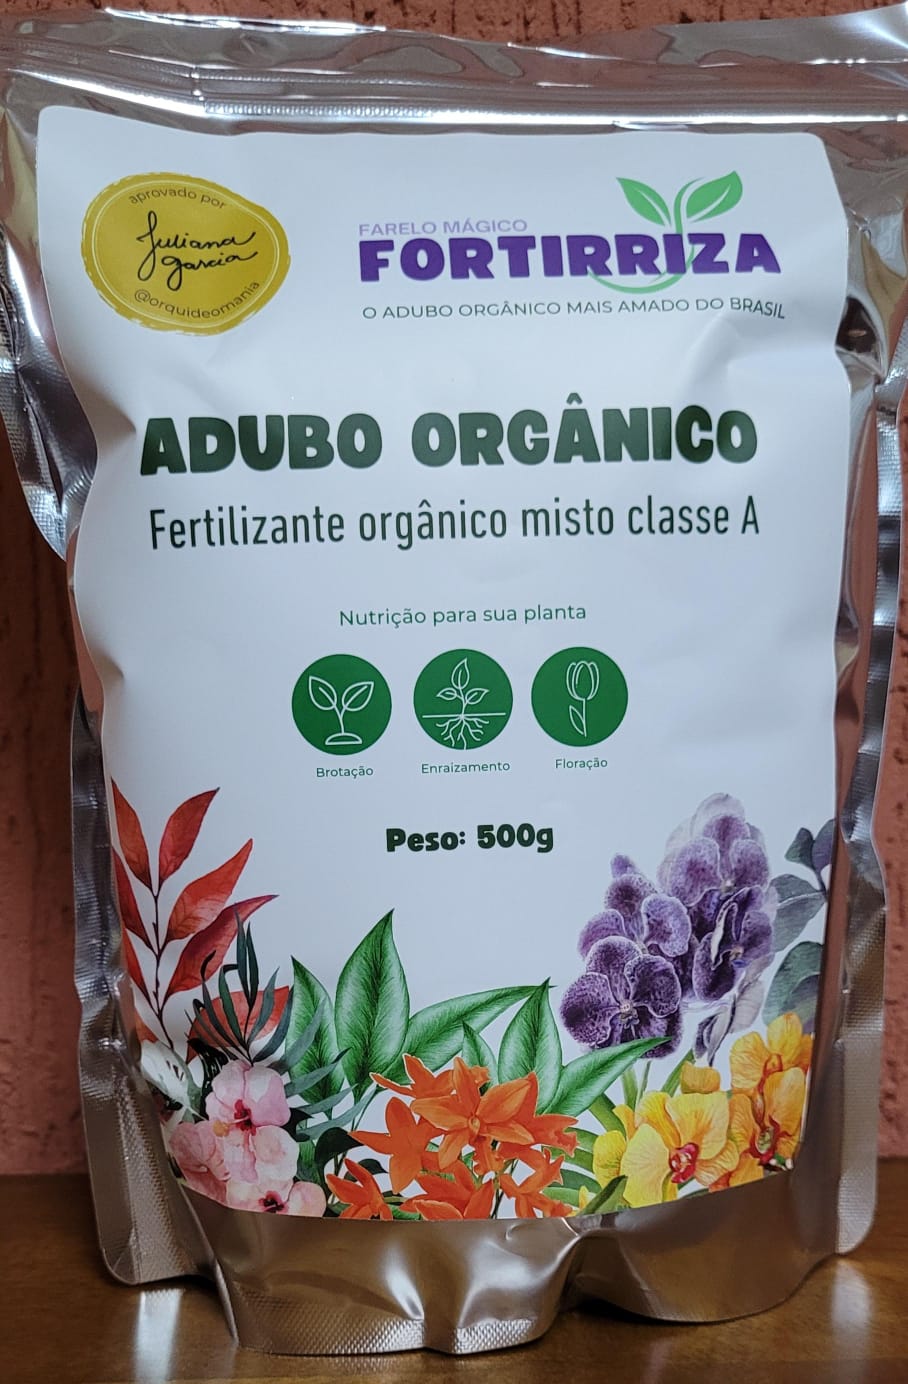 aprovado por
Juliana
garcia
@orquideomania
FARELO MÁGICO
FORTIRRIZA
O ADUBO ORGÂNICO MAIS AMADO DO BRASIL
ADUBO ORGÂNICO
Fertilizante orgânico misto classe A
Nutrição para sua planta
Brotação
Enraizamento
Floração
Peso: 500g